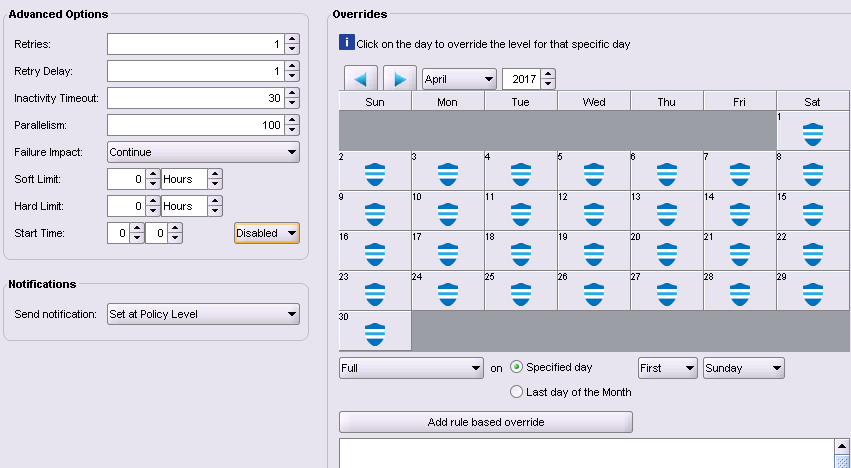 Advanced Options
Retries: 1
Retry Delay: 1
Inactivity Timeout: 30
Parallelism: 100
Failure Impact: Continue
Soft Limit: 0 Hours
Hard Limit: 0 Hours
Start Time: 0 0 Disabled
Notifications
Send notification: Set at Policy Level
Overrides
i Click on the day to override the level for that specific day
April 2017
Sun Mon Tue Wed Thu Fri Sat
1
2 3 4 5 6 7 8
9 10 11 12 13 14 15
16 17 18 19 20 21 22
23 24 25 26 27 28 29
30
Full on Specified day First Sunday
Last day of the Month
Add rule based override